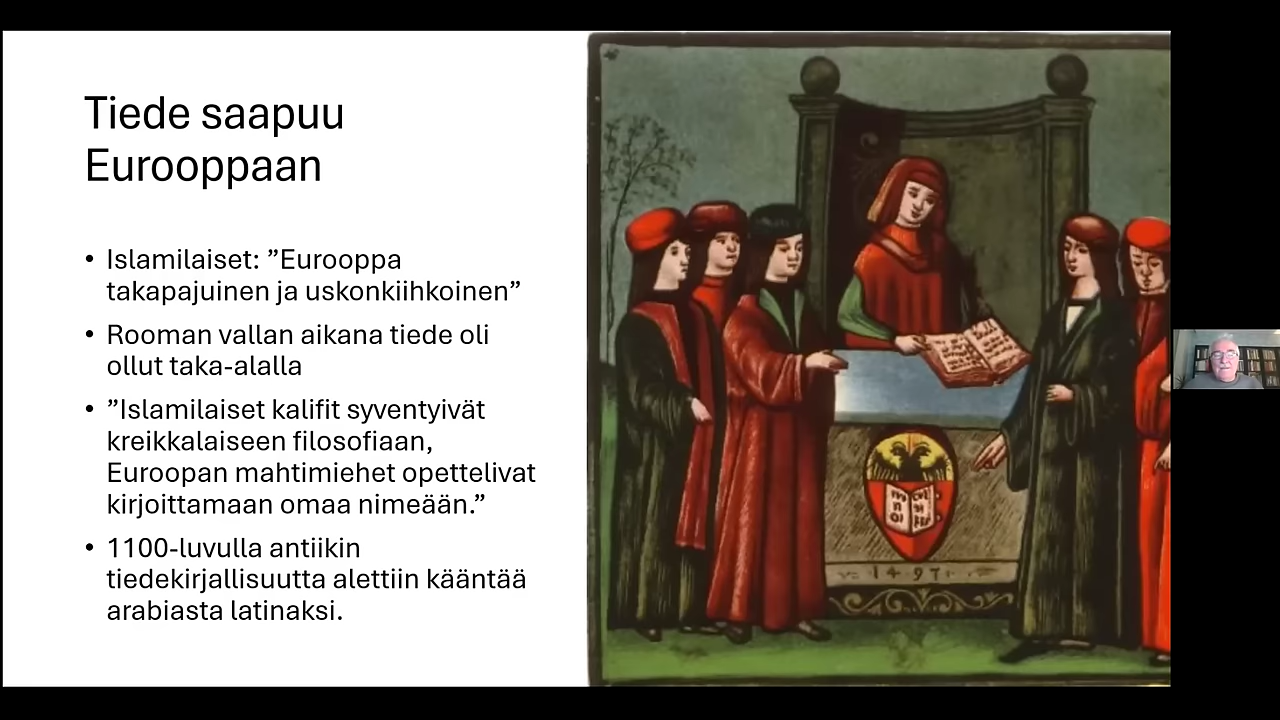 Tiede saapuu
Eurooppaan
• Islamilaiset: ”Eurooppa
takapajuinen ja uskonkiihkoinen”
• Rooman vallan aikana tiede oli
ollut taka-alalla
• ”Islamilaiset kalifit syventyivät
kreikkalaiseen filosofiaan,
Euroopan mahtimiehet opettelivat
kirjoittamaan omaa nimeään.”
• 1100-luvulla antiikin
tiedekirjallisuutta alettiin kääntää
arabiasta latinaksi.
1497